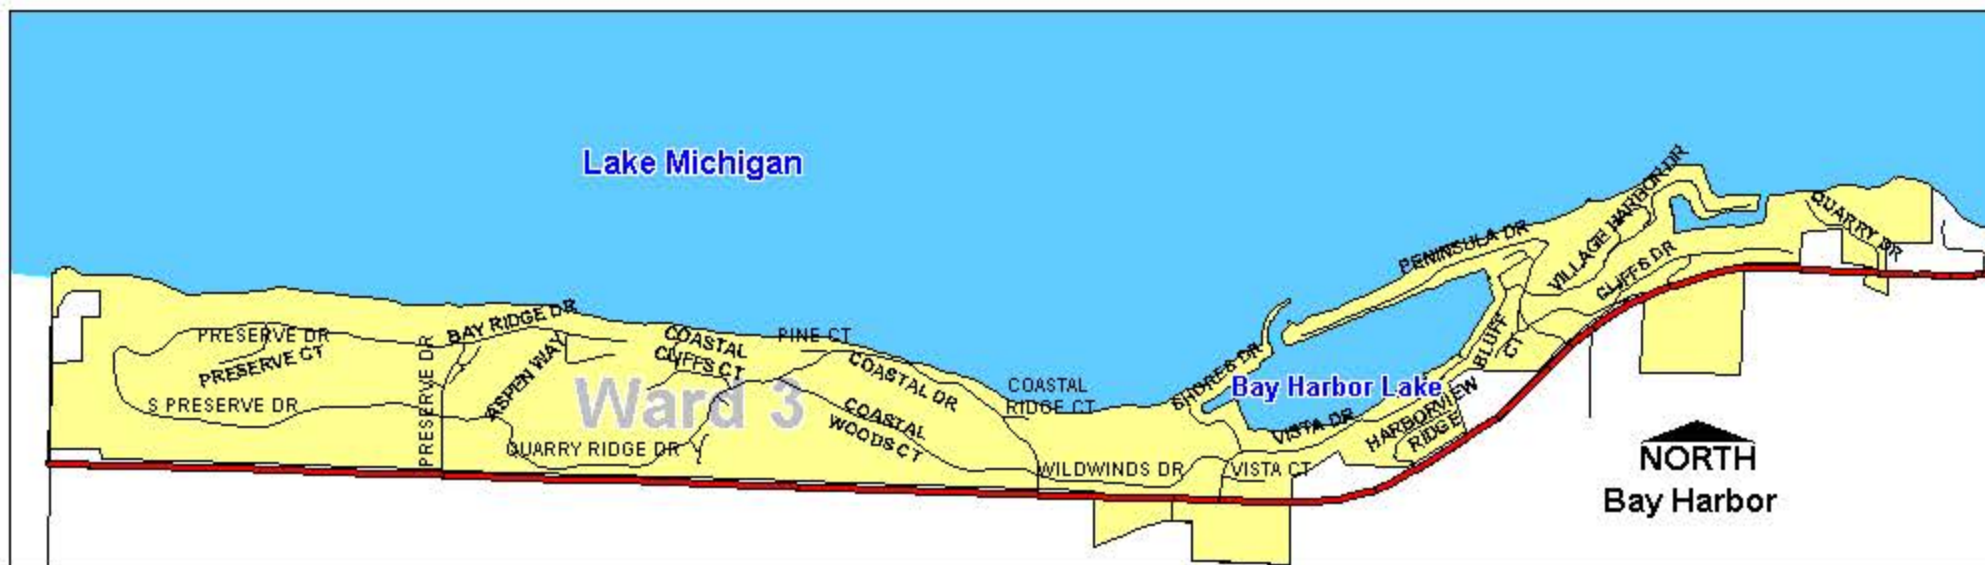 Lake Michigan
VILLAGE HARBOR DR
QUARRY DR
PENINSULA DR
CLIFFS DR
PRESERVE DR
PRESERVE CT
S PRESERVE DR
PRESERVE DR
BAY RIDGE DR
ASPEN WAY
COASTAL
CLIFFS CT
PINE CT
COASTAL DR
Ward 3
COASTAL
WOODS CT
QUARRY RIDGE DR
COASTAL
RIDGE CT
SHORES DR
Bay Harbor Lake
BLUFF
CT
VISTA DR
HARBORVIEW
RIDGE
WILDWINDS DR
VISTA CT
NORTH
Bay Harbor